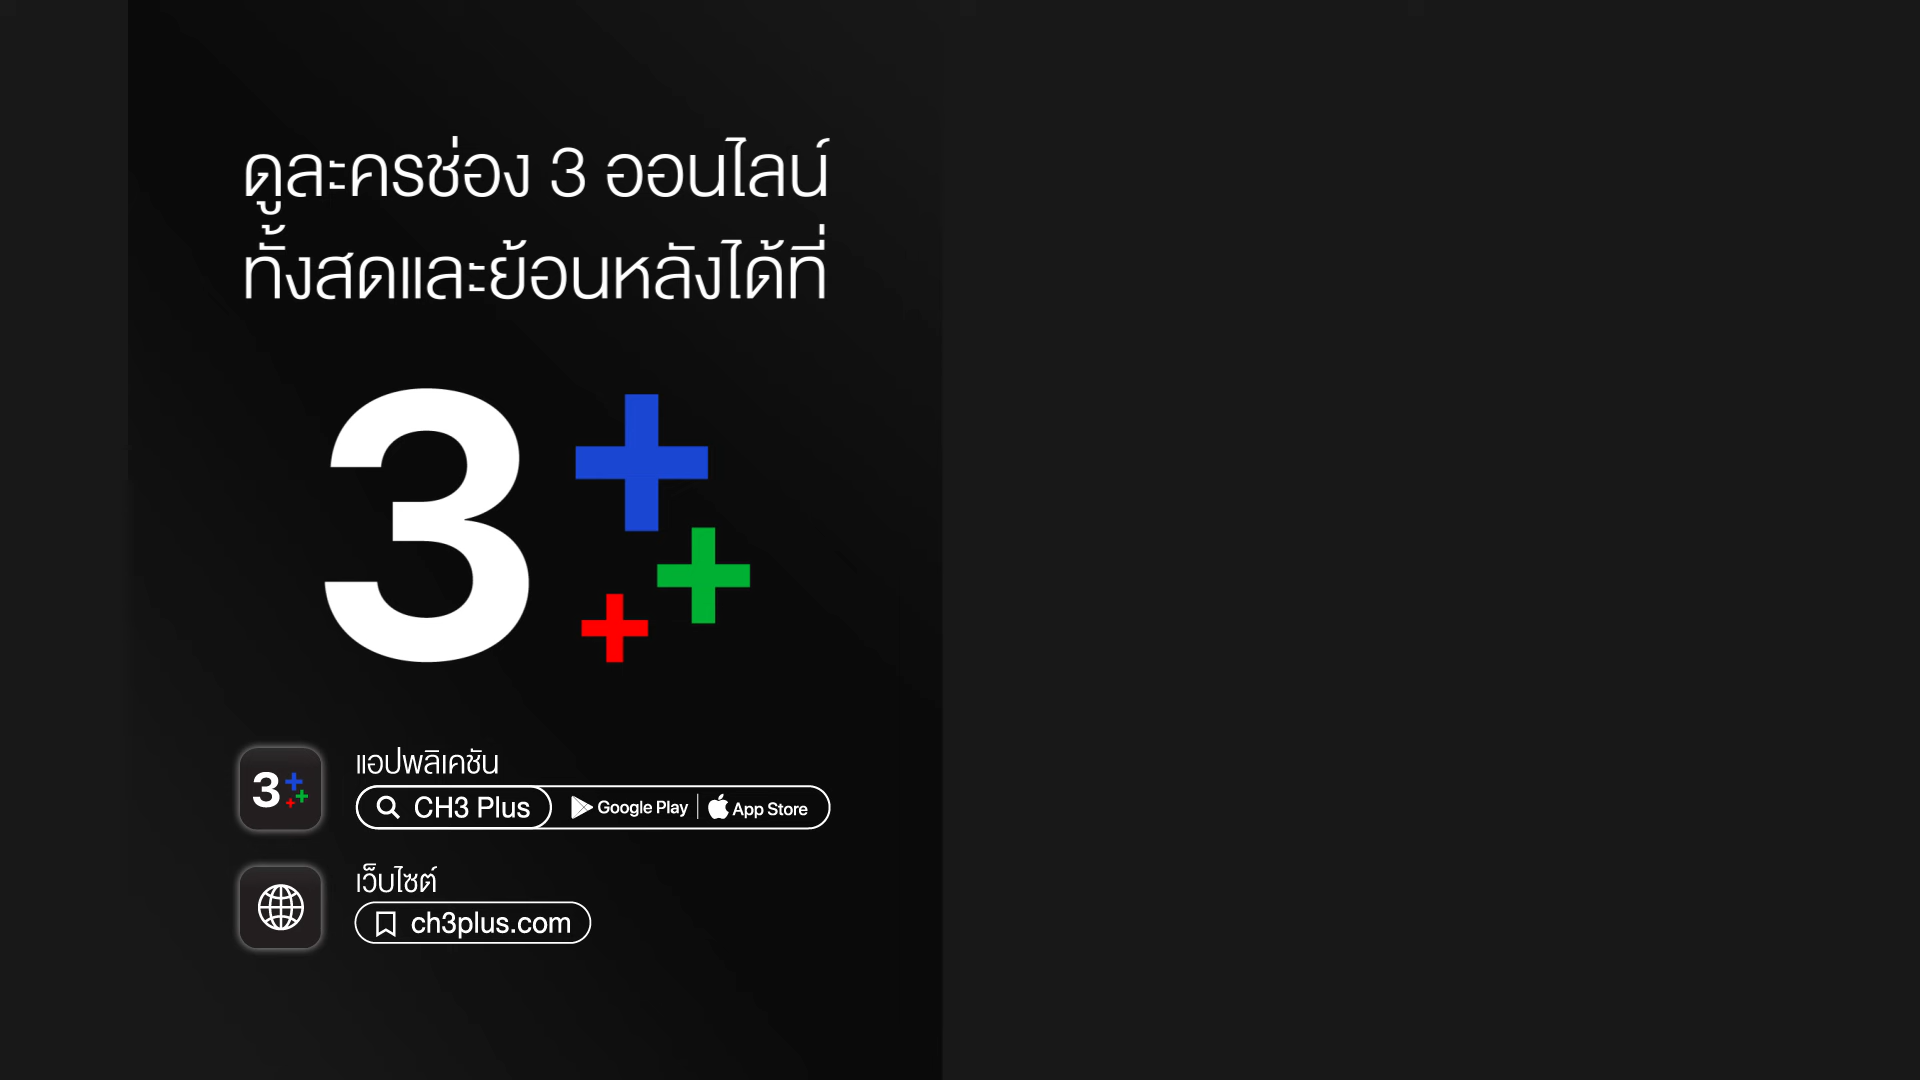 ดูละครช่อง 3 ออนไลน์
ทั้งสดและย้อนหลังได้ที่
3
3
แอปพลิเคชัน
CH3 Plus Google Play App Store
เว็บไซต์
ch3plus.com